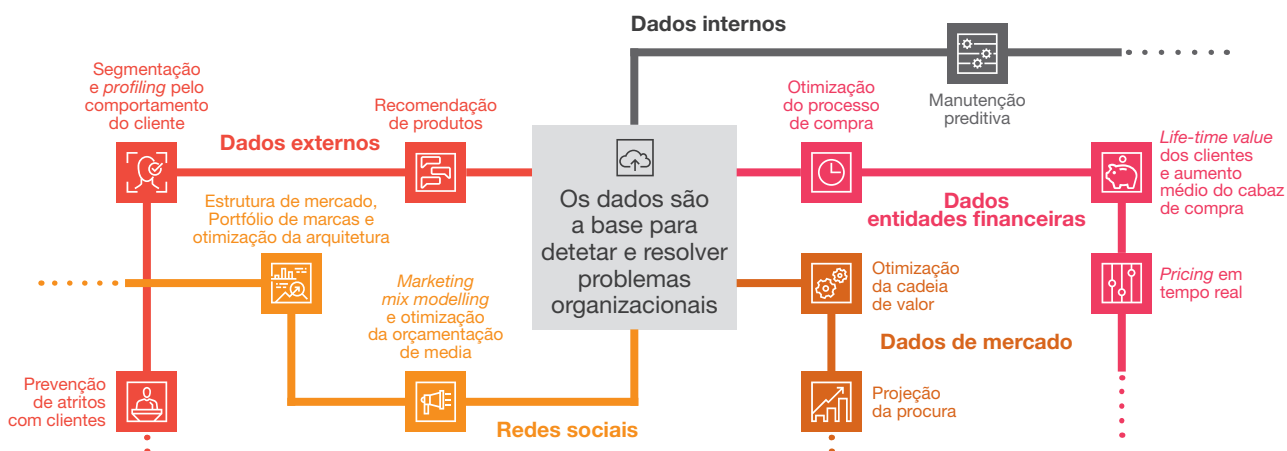 Dados internos
Segmentação
e profiling pelo
comportamento
do cliente
Dados externos
Recomendação
de produtos
Otimização
do processo
de compra
Manutenção
preditiva
Life-time value
dos clientes
e aumento
médio do cabaz
de compra
Os dados são
a base para
detetar e resolver
problemas
organizacionais
Dados
entidades financeiras
Estrutura de mercado,
Portfólio de marcas e
otimização da arquitetura
Marketing
mix modelling
e otimização
da orçamentação
de media
Otimização
da cadeia
de valor
Pricing em
tempo real
Dados de mercado
Prevenção
de atritos
com clientes
Redes sociais
Projeção
da procura